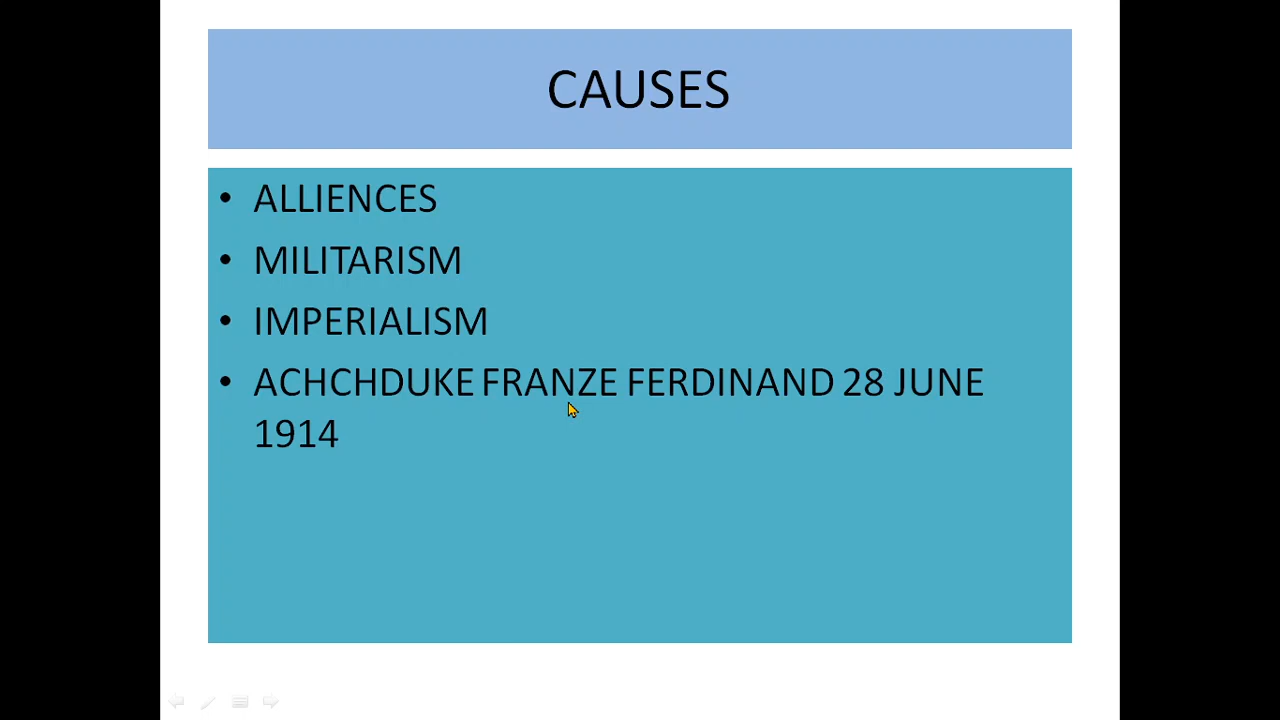 CAUSES
• ALLIENCES
• MILITARISM
• IMPERIALISM
• ACHCHDUKE FRANZE FERDINAND 28 JUNE
1914